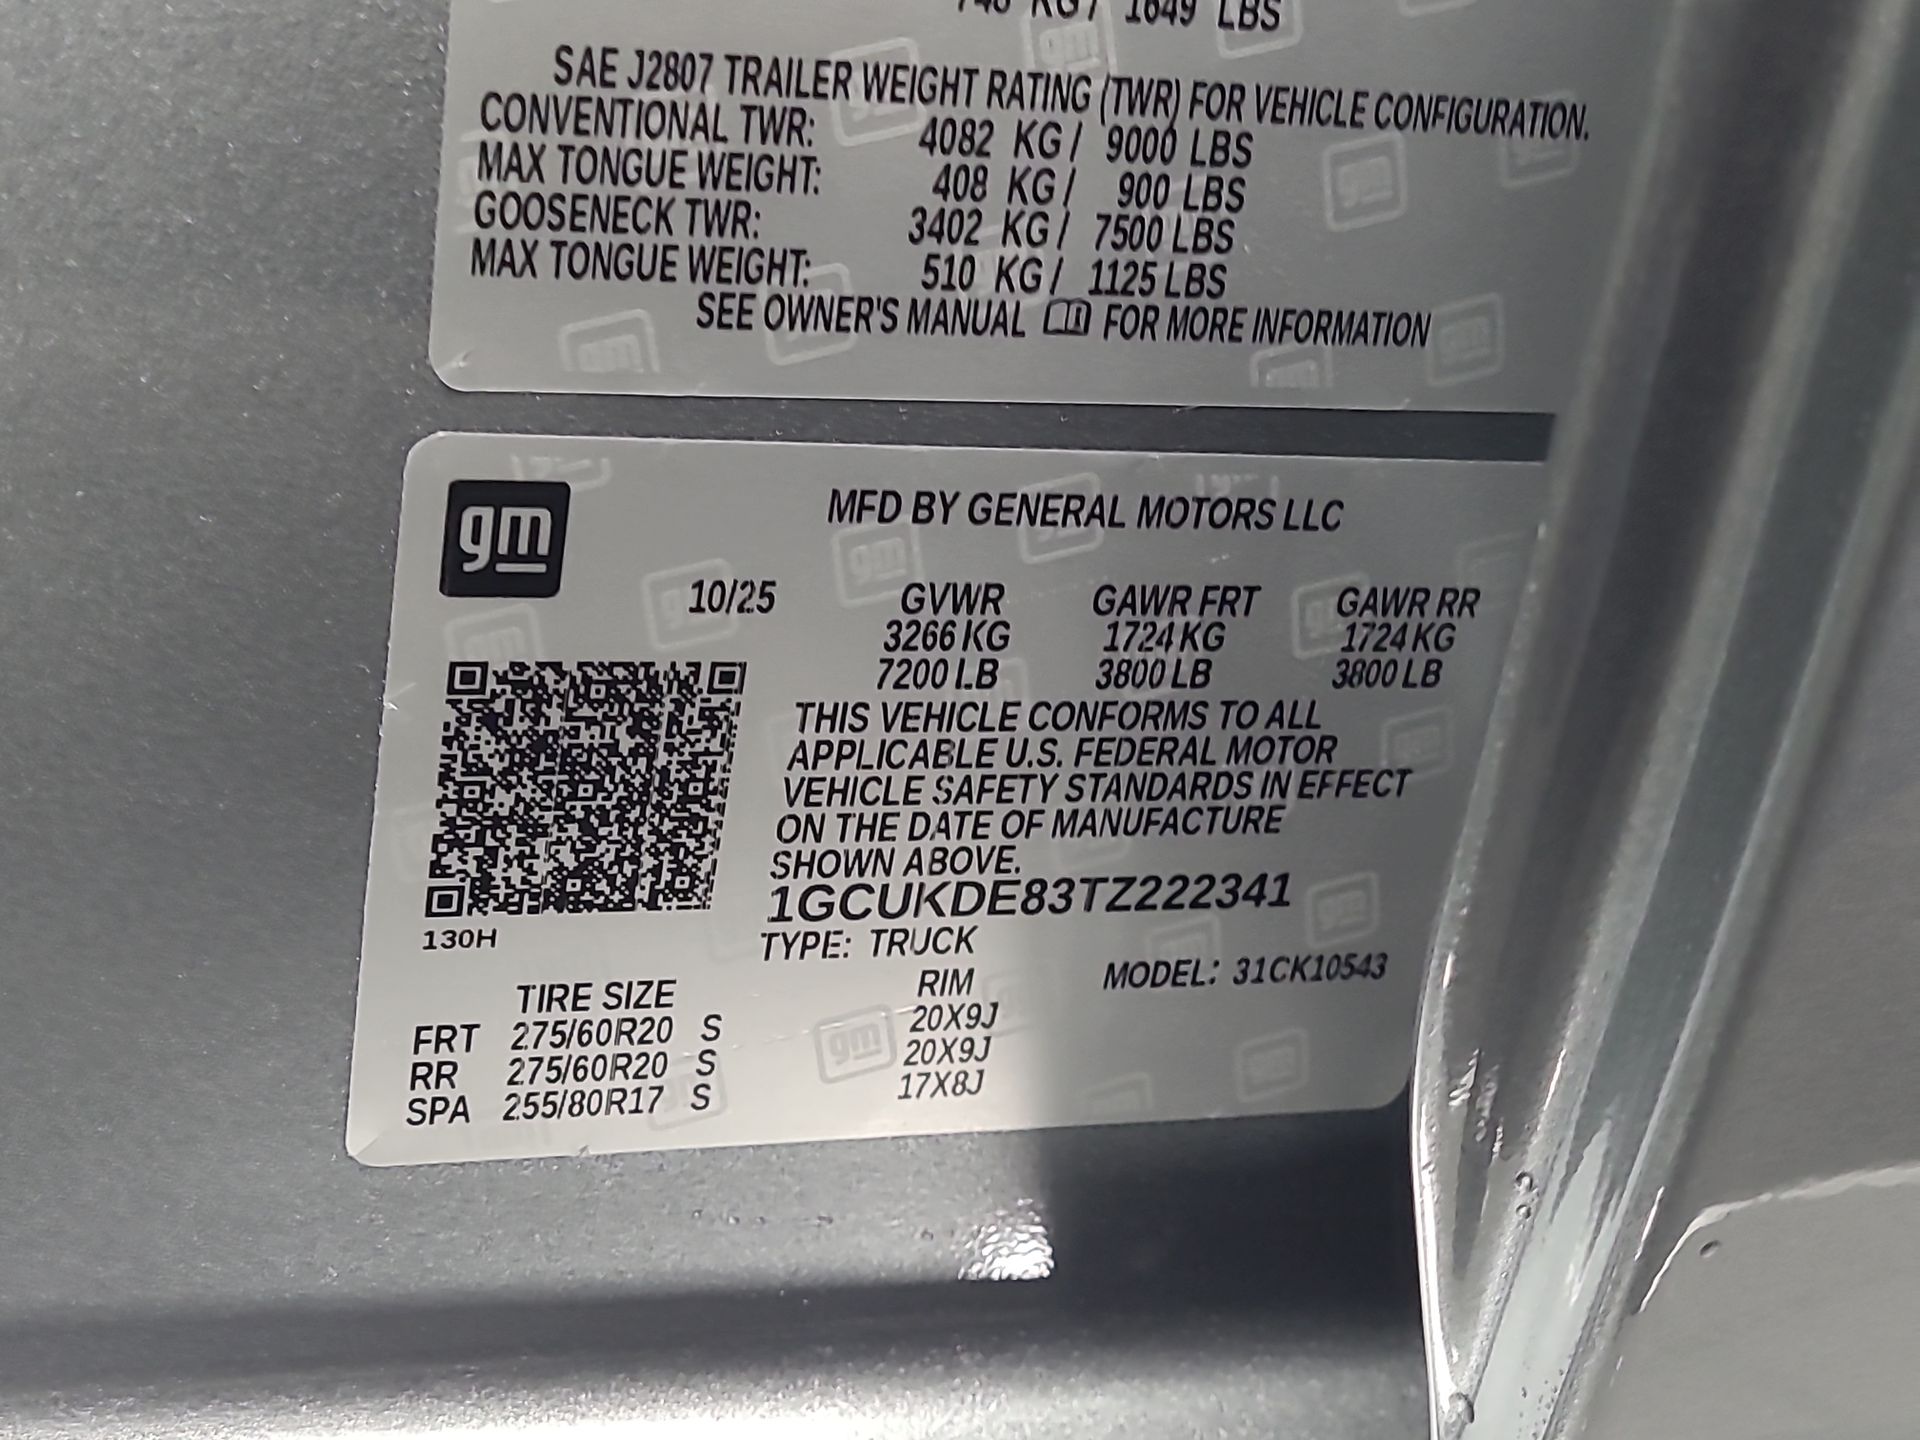 KG / 1649 LBS
SAE J2807 TRAILER WEIGHT RATING (TWR) FOR VEHICLE CONFIGURATION.
CONVENTIONAL TWR: 4082 KG / 9000 LBS
MAX TONGUE WEIGHT: 408 KG / 900 LBS
GOOSENECK TWR: 3402 KG / 7500 LBS
MAX TONGUE WEIGHT: 510 KG / 1125 LBS
SEE OWNER'S MANUAL FOR MORE INFORMATION
gm
MFD BY GENERAL MOTORS LLC
10/25 GVWR GAWR FRT GAWR RR
3266 KG 1724 KG 1724 KG
7200 LB 3800 LB 3800 LB
THIS VEHICLE CONFORMS TO ALL
APPLICABLE U.S. FEDERAL MOTOR
VEHICLE SAFETY STANDARDS IN EFFECT
ON THE DATE OF MANUFACTURE
SHOWN ABOVE.
1GCUKDE83TZ222341
130H
TYPE: TRUCK
MODEL: 31CK10543
TIRE SIZE RIM
FRT 275/60R20 S 20X9J
RR 275/60R20 S 20X9J
SPA 255/80R17 S 17X8J